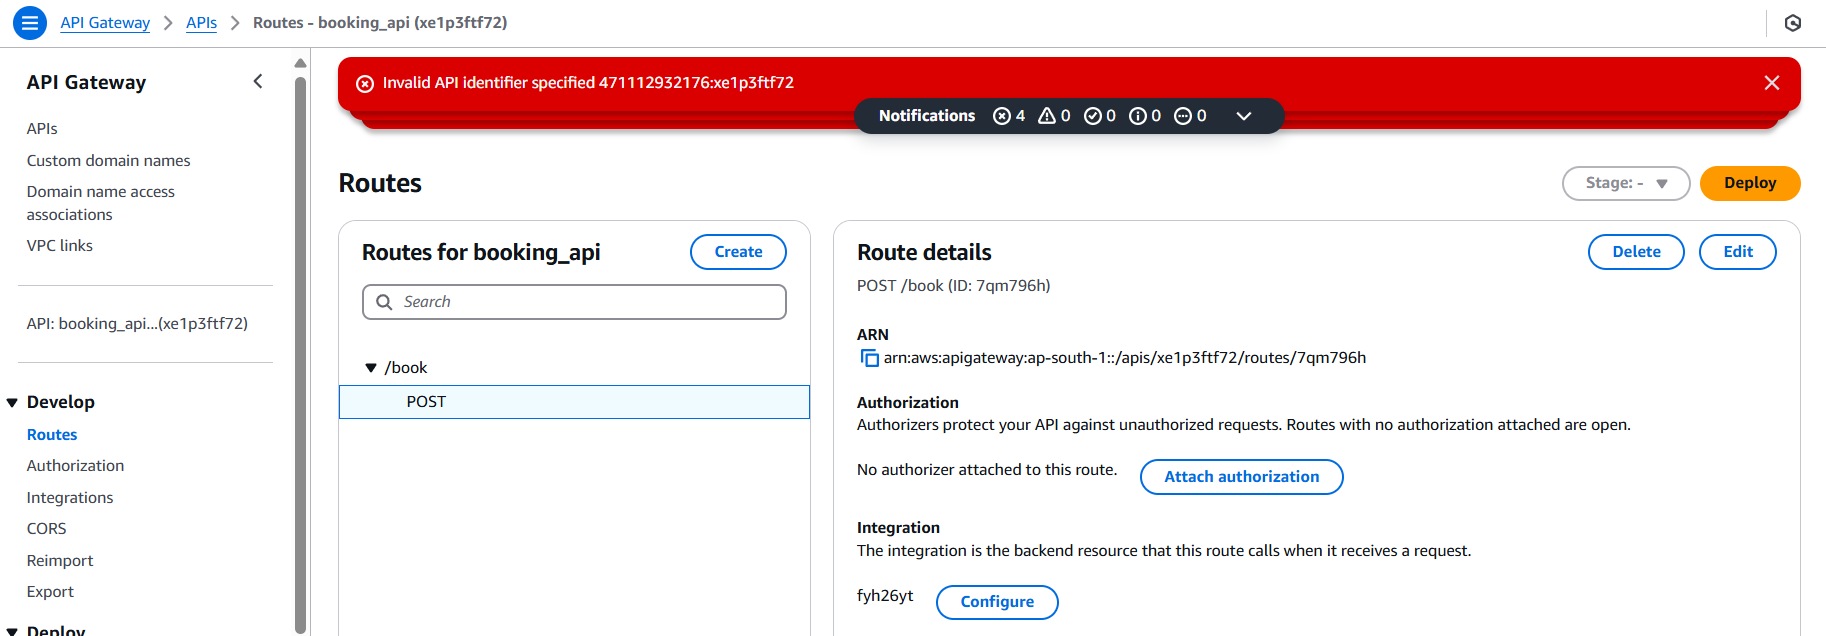 API Gateway > APIs > Routes - booking_api (xe1p3ftf72)
API Gateway
APIs
Custom domain names
Domain name access
associations
VPC links
API: booking_api...(xe1p3ftf72)
Develop
Routes
Authorization
Integrations
CORS
Reimport
Export
Deploy
Invalid API identifier specified 471112932176:xe1p3ftf72
Notifications 4 0 0 0 0
Routes
Stage: -
Deploy
Routes for booking_api
Create
Search
/book
POST
Route details
Delete
Edit
POST /book (ID: 7qm796h)
ARN
arn:aws:apigateway:ap-south-1::/apis/xe1p3ftf72/routes/7qm796h
Authorization
Authorizers protect your API against unauthorized requests. Routes with no authorization attached are open.
No authorizer attached to this route.
Attach authorization
Integration
The integration is the backend resource that this route calls when it receives a request.
fyh26yt
Configure